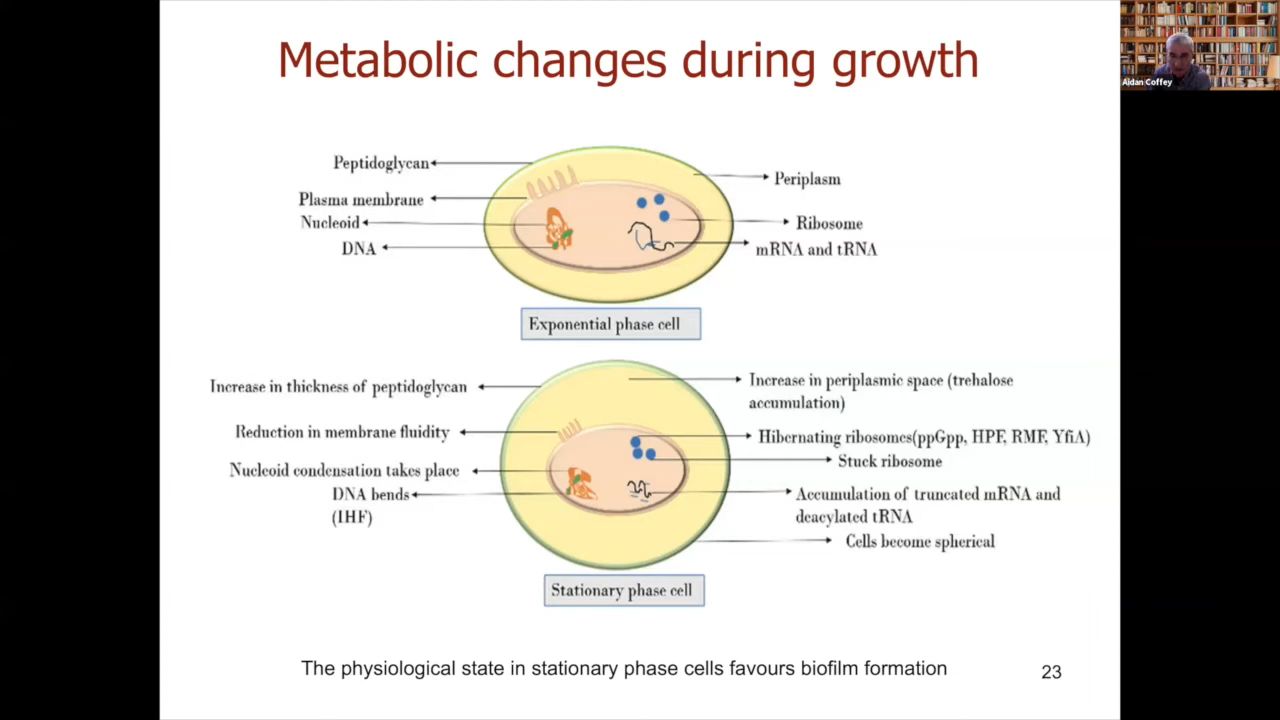 Metabolic changes during growth
Aidan Coffey
Peptidoglycan
Plasma membrane
Nucleoid
DNA
Periplasm
Ribosome
mRNA and tRNA
Exponential phase cell
Increase in thickness of peptidoglycan
Reduction in membrane fluidity
Nucleoid condensation takes place
DNA bends
(IHF)
Increase in periplasmic space (trehalose
accumulation)
Hibernating ribosomes(ppGpp, HPF, RMF, YfiA)
Stuck ribosome
Accumulation of truncated mRNA and
deacylated tRNA
Cells become spherical
Stationary phase cell
The physiological state in stationary phase cells favours biofilm formation
23